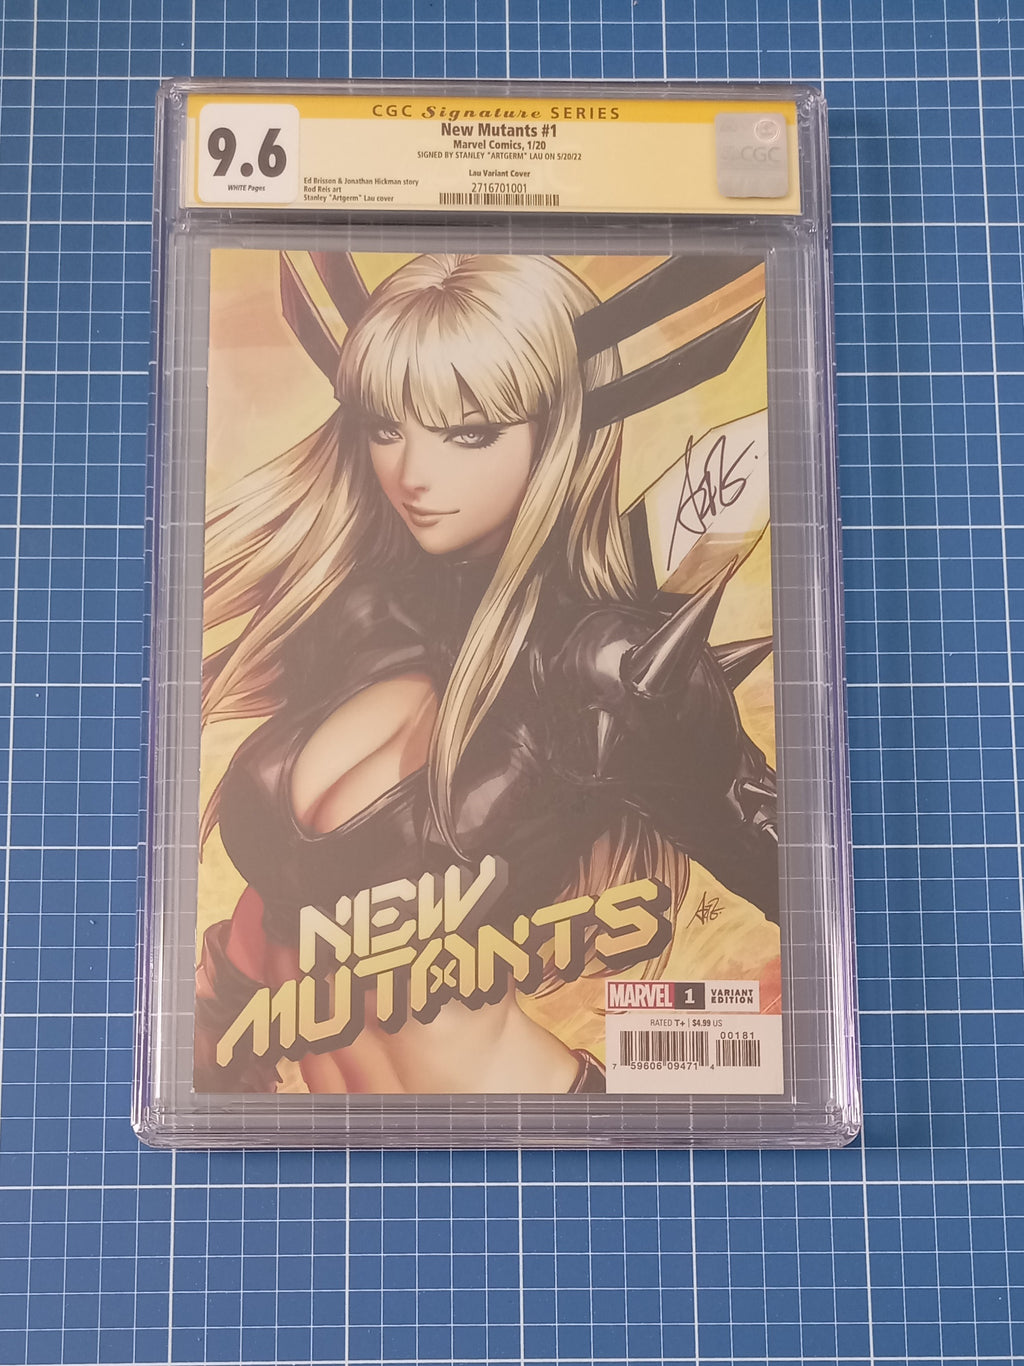 CGC Signature SERIES
9.6
WHITE Pages
New Mutants #1
Marvel Comics, 1/20
SIGNED BY STANLEY "ARTGERM" LAU ON 5/20/22
Lau Variant Cover
2716701001
Ed Brisson & Jonathan Hickman story
Rod Reis art
Stanley "Artgerm" Lau cover
CGC
NEW
MUTANTS
MARVEL 1 VARIANT EDITION
RATED T+ | $4.99 US
00181
7 59606 09471 4